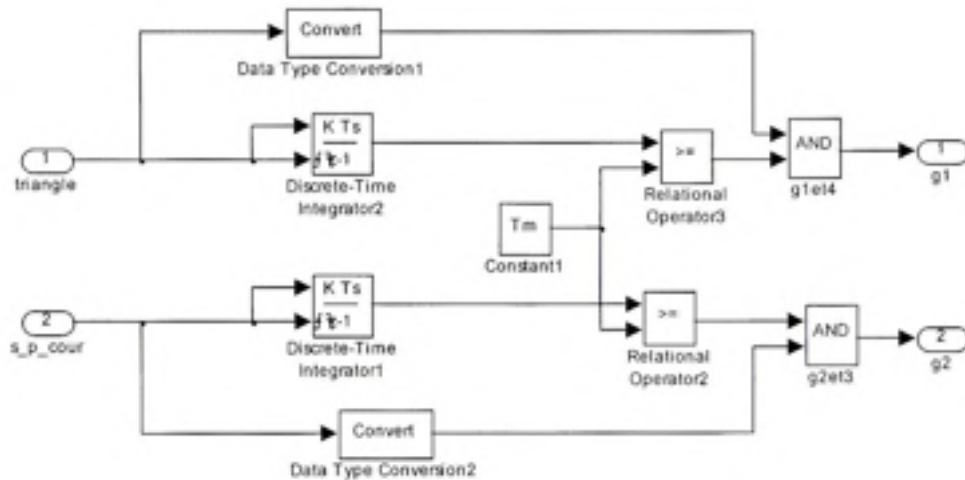 Convert
Data Type Conversion1
1
triangle
K Ts
Discrete-Time
Integrator2
>=
Relational
Operator3
AND
g1et4
1
g1
Tm
Constant1
2
s_p_cour
K Ts
Discrete-Time
Integrator1
>=
Relational
Operator2
AND
g2et3
2
g2
Convert
Data Type Conversion2